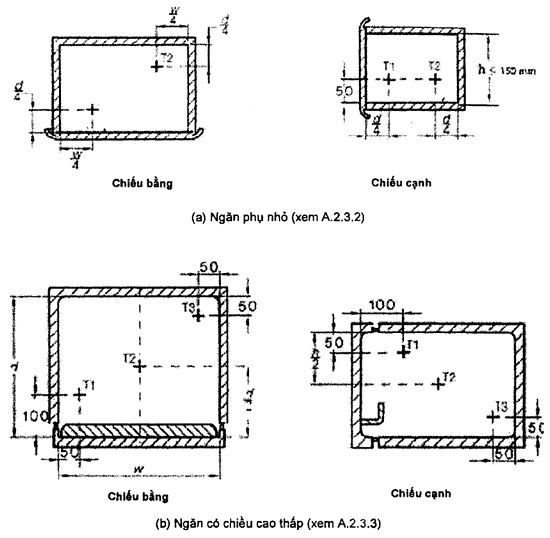 w/4
d/4
T2
d/4
w/4
Chiếu bằng
T1
T2
h ≤ 150 mm
50
d/4
d/4
Chiếu cạnh
(a) Ngăn phụ nhỏ (xem A.2.3.2)
50
T3
50
d
T2
T1
100
50
w
Chiếu bằng
100
50
T1
T2
T3
50
50
Chiếu cạnh
(b) Ngăn có chiều cao thấp (xem A.2.3.3)